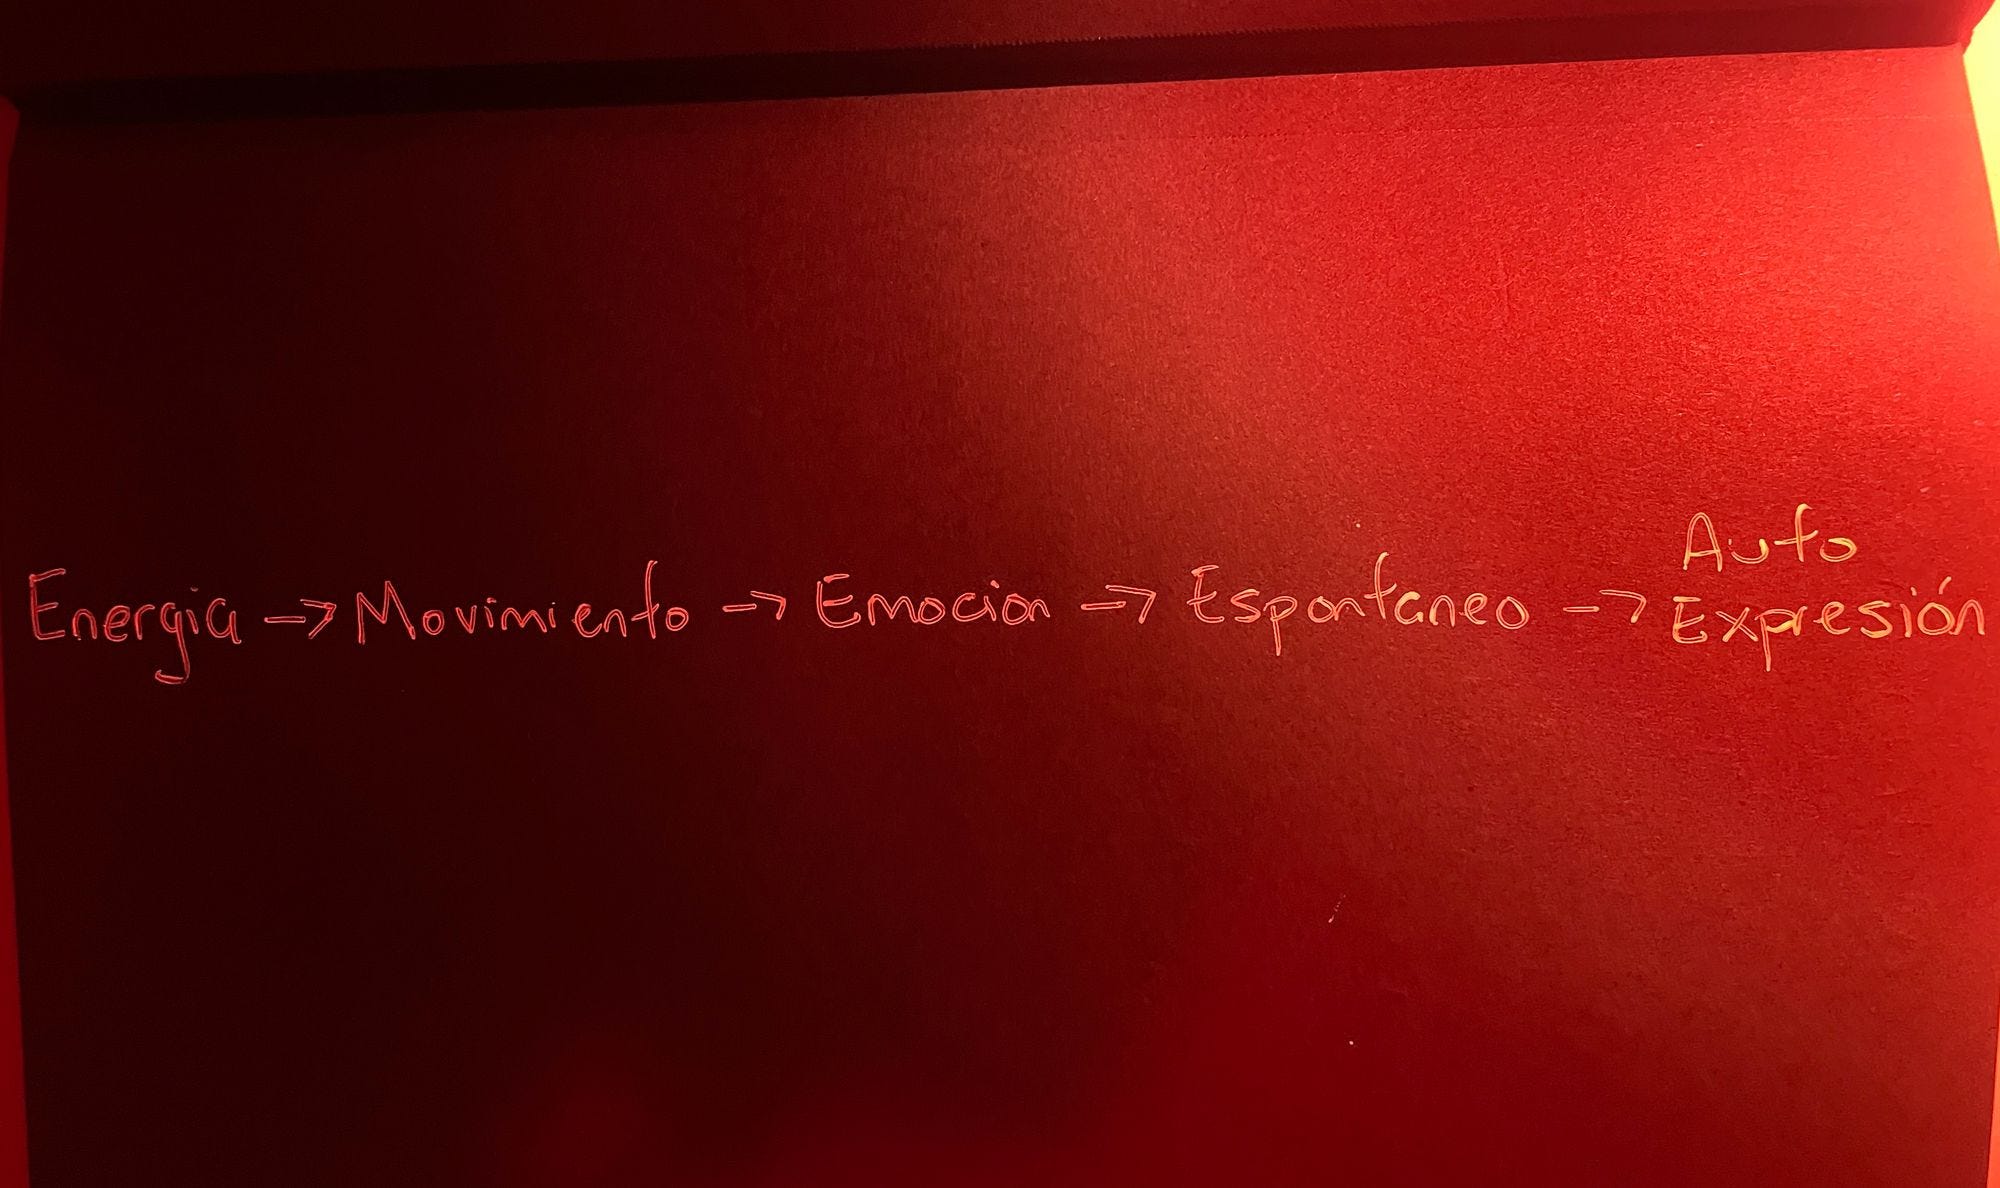 Energia -> Movimiento -> Emocion -> Espontaneo -> Auto
Expresión